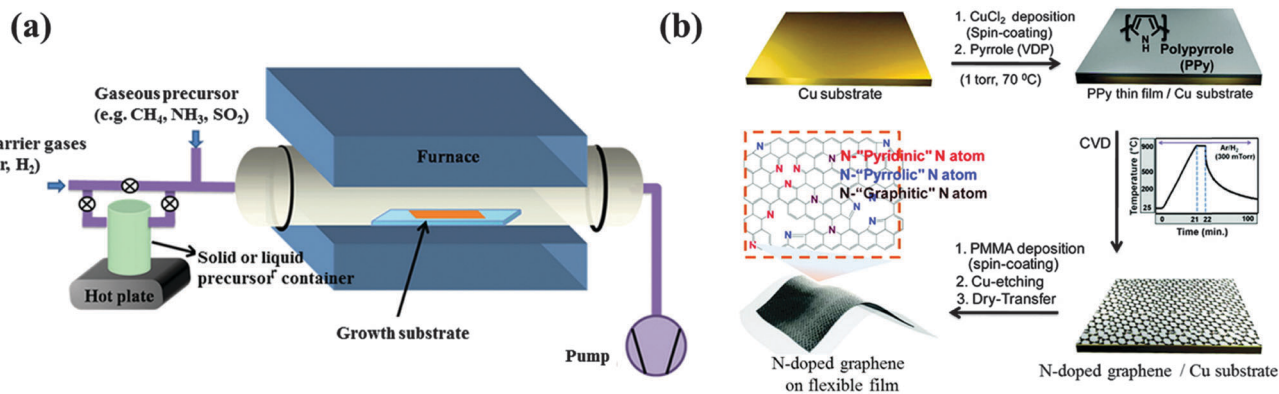 (a)
Gaseous precursor
(e.g. CH₄, NH₃, SO₂)
arrier gases
r, H₂)
Furnace
Solid or liquid
precursor container
Hot plate
Growth substrate
Pump
(b)
Cu substrate
1. CuCl₂ deposition
(Spin-coating)
2. Pyrrole (VDP)
(1 torr, 70 ⁰C)
N
H
Polypyrrole
(PPy)
PPy thin film / Cu substrate
CVD
Ar/H₂
(300 mTorr)
Temperature (°C)
900
500
200
25
0
21
22
100
Time (min.)
N-"Pyridinic" N atom
N-"Pyrrolic" N atom
N-"Graphitic" N atom
1. PMMA deposition
(spin-coating)
2. Cu-etching
3. Dry-Transfer
N-doped graphene
on flexible film
N-doped graphene / Cu substrate